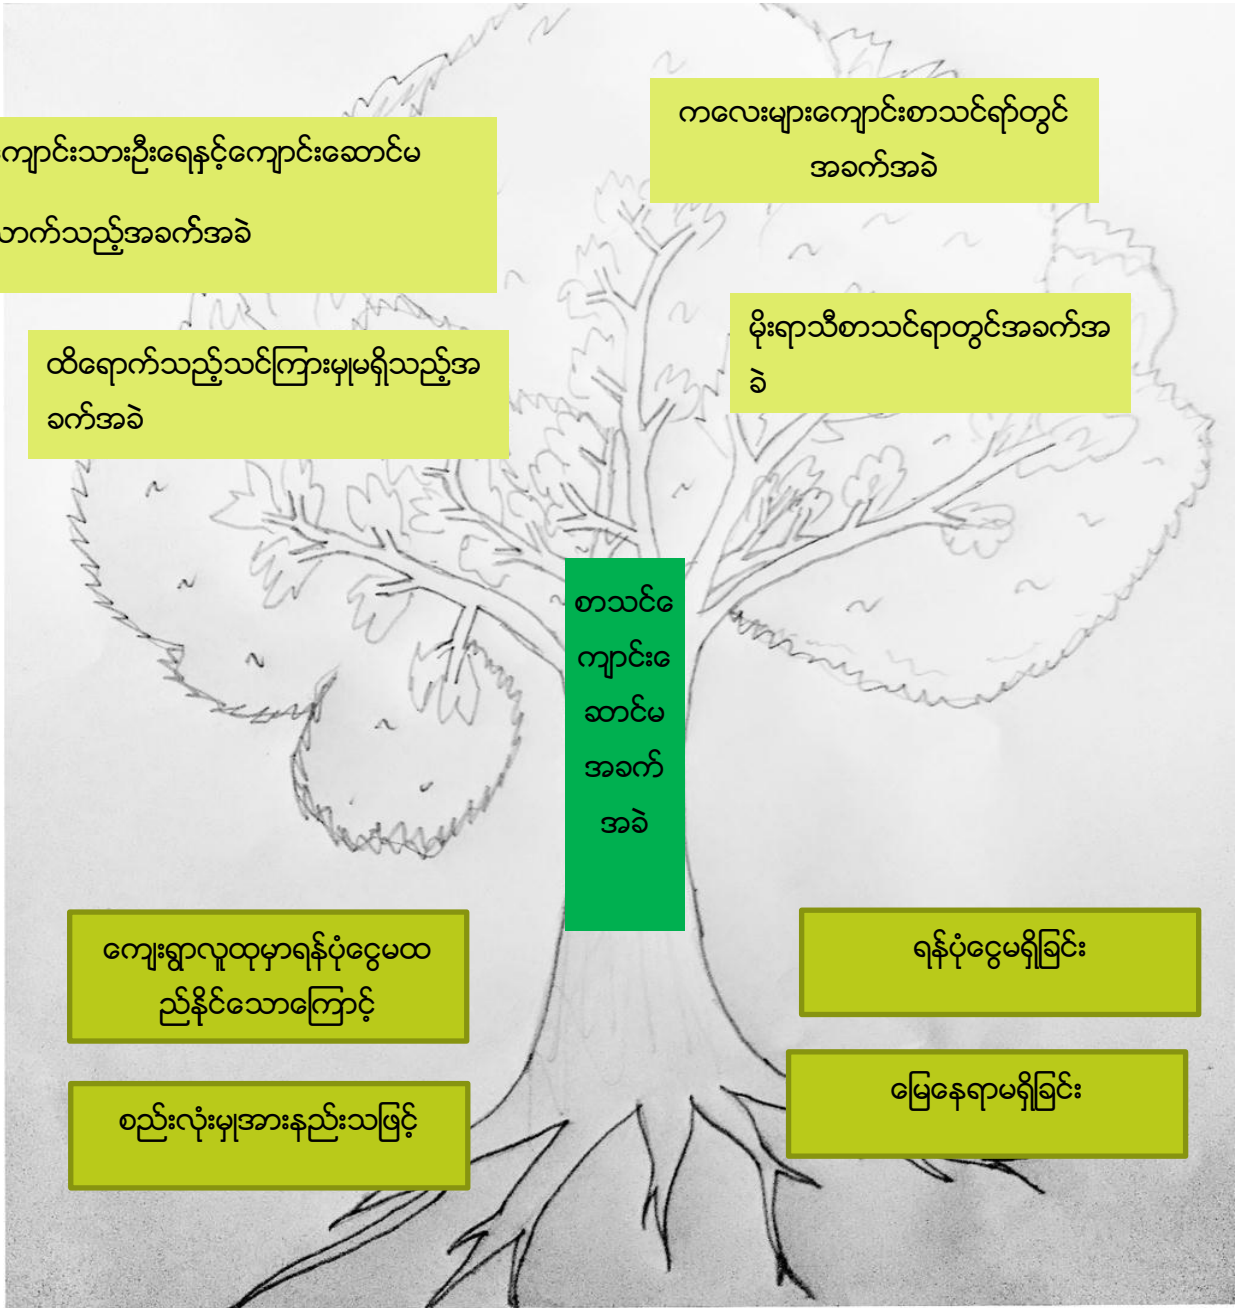 ကလေးများကျောင်းစာသင်ရာ်တွင်
အခက်အခဲ
ကျောင်းသားဦးရေနှင့်ကျောင်းဆောင်မ
လာက်သည့်အခက်အခဲ
မိုးရာသီစာသင်ရာတွင်အခက်အ
ခဲ
ထိရောက်သည့်သင်ကြားမှုမရှိသည့်အ
ခက်အခဲ
စာသင်ေ
ကျာင်းေ
ဆာင်မ
အခက်
အခဲ
ကျေးရွာလူထုမှာရန်ပုံငွေမထ
ည်နိုင်သောကြောင့်
ရန်ပုံငွေမရှိခြင်း
စည်းလုံးမှုအားနည်းသဖြင့်
မြေနေရာမရှိခြင်း